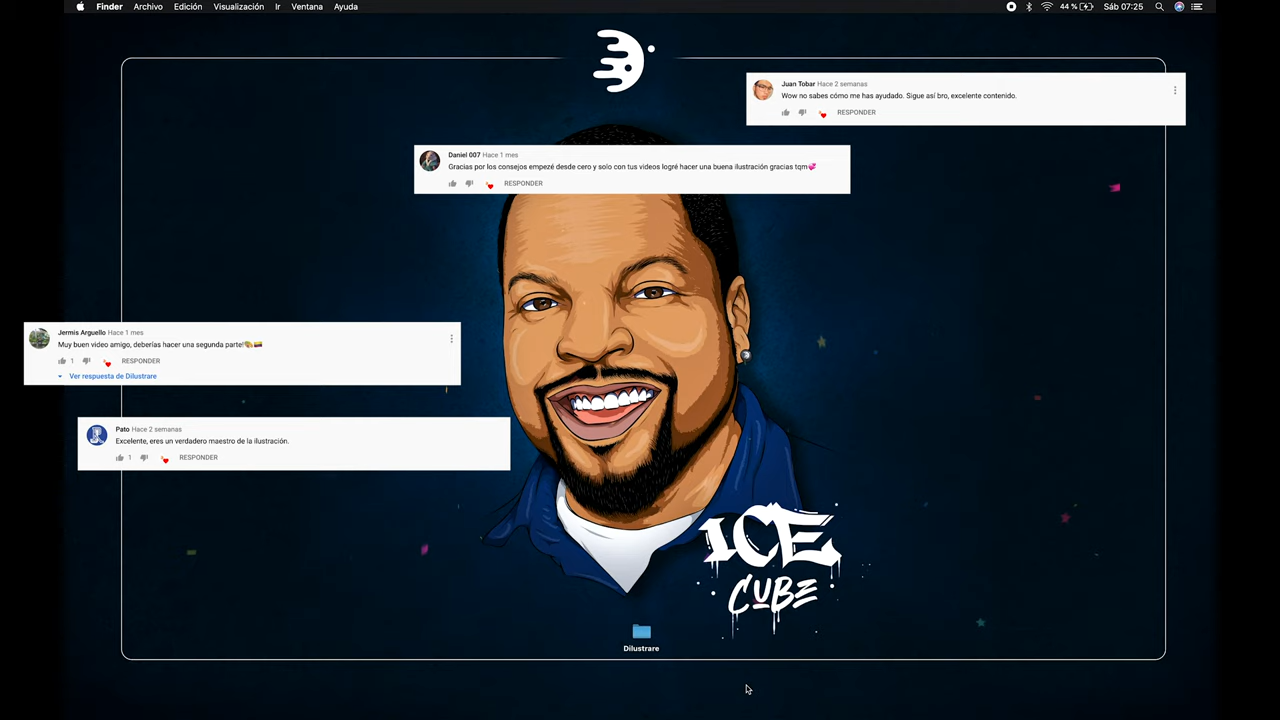 Finder Archivo Edición Visualización Ir Ventana Ayuda 44 % Sáb 07:25
Juan Tobar Hace 2 semanas
Wow no sabes cómo me has ayudado. Sigue así bro, excelente contenido.
RESPONDER
Daniel 007 Hace 1 mes
Gracias por los consejos empezé desde cero y solo con tus videos logré hacer una buena ilustración gracias tqm💞
RESPONDER
Jermis Arguello Hace 1 mes
Muy buen video amigo, deberías hacer una segunda parte!🎨🇨🇴
1 RESPONDER
Ver respuesta de Dilustrare
Pato Hace 2 semanas
Excelente, eres un verdadero maestro de la ilustración.
1 RESPONDER
ICE
CUBE
Dilustrare